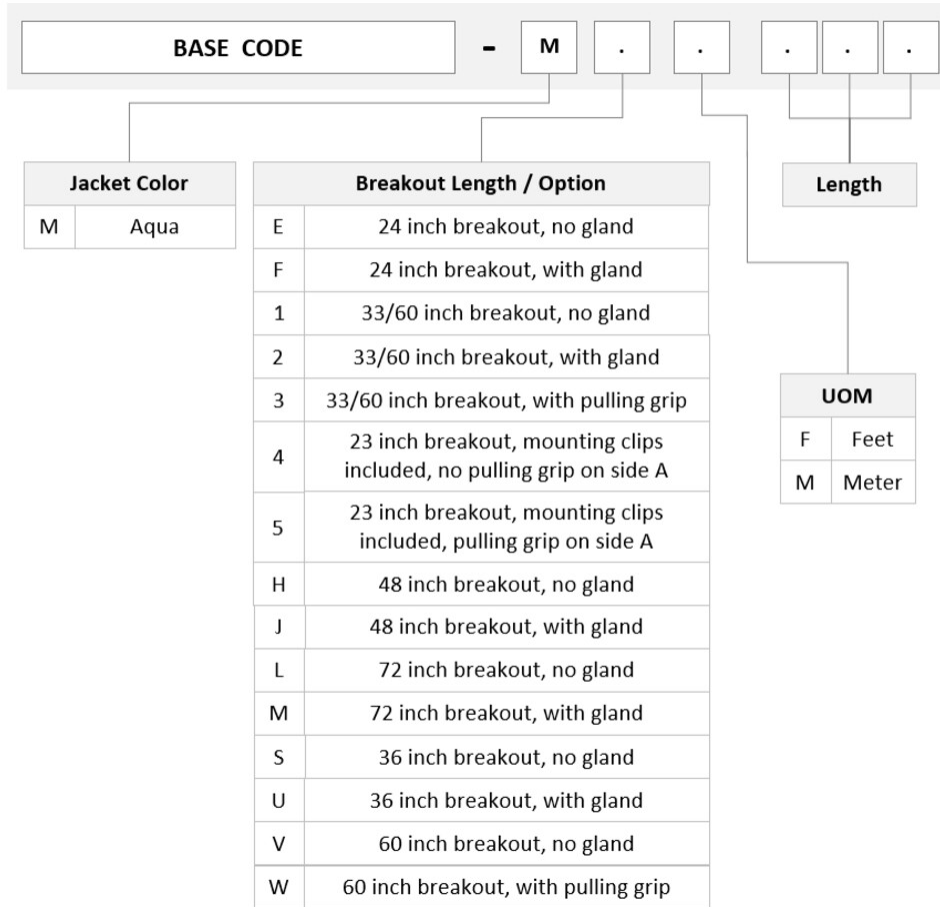 BASE CODE - M . . . . .
Jacket Color
M Aqua
Breakout Length / Option
E 24 inch breakout, no gland
F 24 inch breakout, with gland
1 33/60 inch breakout, no gland
2 33/60 inch breakout, with gland
3 33/60 inch breakout, with pulling grip
4 23 inch breakout, mounting clips
included, no pulling grip on side A
5 23 inch breakout, mounting clips
included, pulling grip on side A
H 48 inch breakout, no gland
J 48 inch breakout, with gland
L 72 inch breakout, no gland
M 72 inch breakout, with gland
S 36 inch breakout, no gland
U 36 inch breakout, with gland
V 60 inch breakout, no gland
W 60 inch breakout, with pulling grip
Length
UOM
F Feet
M Meter